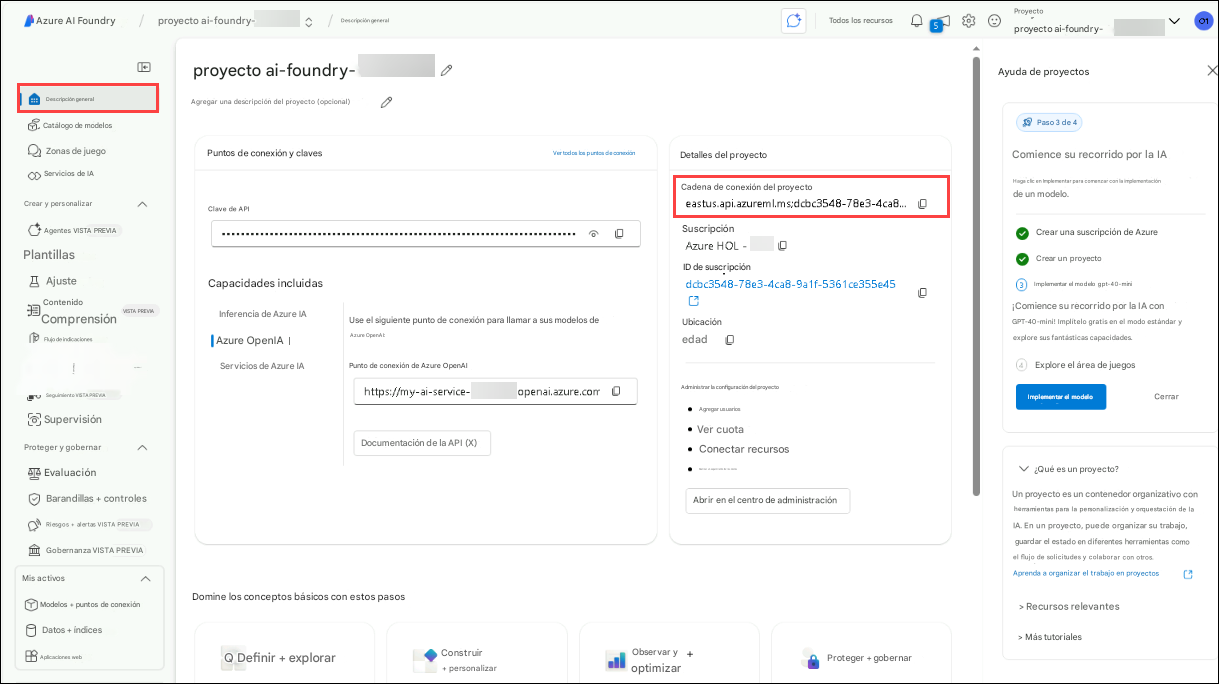 Azure AI Foundry / proyecto ai-foundry- / Descripción general
5
Todos los recursos
Proyecto
proyecto ai-foundry-
Descripción general
Catálogo de modelos
Zonas de juego
Servicios de IA
Crear y personalizar
Agentes VISTA PREVIA
Plantillas
Ajuste
Contenido
Comprensión
VISTA PREVIA
Flujo de indicaciones
!
...
Seguimiento VISTA PREVIA
Supervisión
Proteger y gobernar
Evaluación
Barandillas + controles
Riesgos + alertas VISTA PREVIA
Gobernanza VISTA PREVIA
Mis activos
Modelos + puntos de conexión
Datos + índices
Aplicaciones web
proyecto ai-foundry-
Agregar una descripción del proyecto (opcional)
Puntos de conexión y claves
Ver todos los puntos de conexión
Clave de API
Capacidades incluidas
Inferencia de Azure IA
Azure OpenIA |
Servicios de Azure IA
Use el siguiente punto de conexión para llamar a sus modelos de
Azure OpenAI:
Punto de conexión de Azure OpenAI
https://my-ai-service- openai.azure.com
Documentación de la API (X)
Detalles del proyecto
Cadena de conexión del proyecto
eastus.api.azureml.ms;dcbc3548-78e3-4ca8...
Suscripción
Azure HOL -
ID de suscripción
dcbc3548-78e3-4ca8-9a1f-5361ce355e45
Ubicación
edad
Administrar la configuración del proyecto
Agregar usuarios
Ver cuota
Conectar recursos
Abrir en el centro de administración
Domine los conceptos básicos con estos pasos
Definir + explorar
Construir
+ personalizar
Observar y +
optimizar
Proteger + gobernar
Ayuda de proyectos
Paso 3 de 4
Comience su recorrido por la IA
Haga clic en Implementar para comenzar con la implementación
de un modelo.
Crear una suscripción de Azure
Crear un proyecto
3 Implementar el modelo gpt-40-mini
¡Comience su recorrido por la IA con
GPT-40-mini! Implítelo gratis en el modo estándar y
explore sus fantásticas capacidades.
4 Explore el área de juegos
Implementar el modelo
Cerrar
¿Qué es un proyecto?
Un proyecto es un contenedor organizativo con
herramientas para la personalización y orquestación de la
IA. En un proyecto, puede organizar su trabajo,
guardar el estado en diferentes herramientas como
el flujo de solicitudes y colaborar con otros.
Aprenda a organizar el trabajo en proyectos
> Recursos relevantes
> Más tutoriales